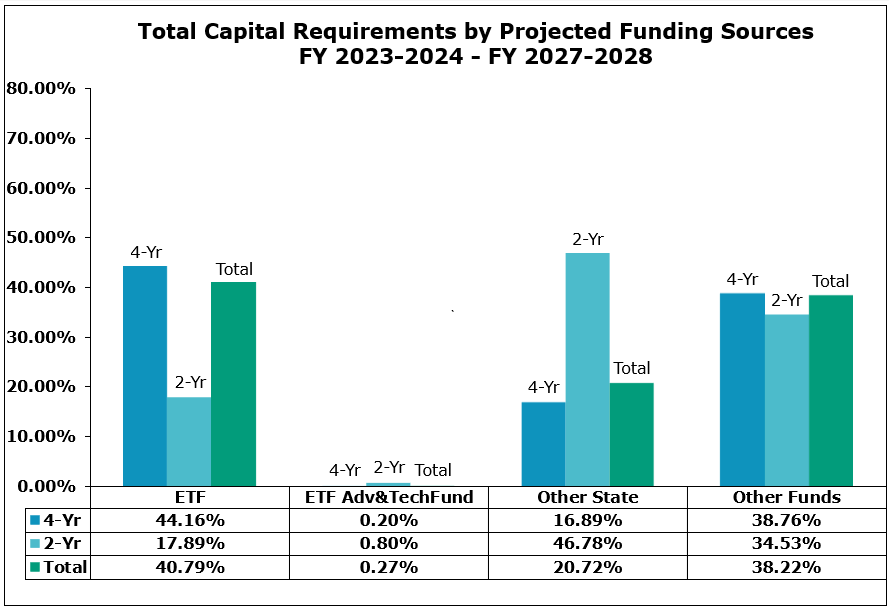 Total Capital Requirements by Projected Funding Sources
FY 2023-2024 - FY 2027-2028
80.00%
70.00%
60.00%
50.00%
40.00%
30.00%
20.00%
10.00%
0.00%
4-Yr
2-Yr
Total
4-Yr
2-Yr
Total
4-Yr
2-Yr
Total
4-Yr
2-Yr
Total
`
ETF ETF Adv&TechFund Other State Other Funds
4-Yr 44.16% 0.20% 16.89% 38.76%
2-Yr 17.89% 0.80% 46.78% 34.53%
Total 40.79% 0.27% 20.72% 38.22%